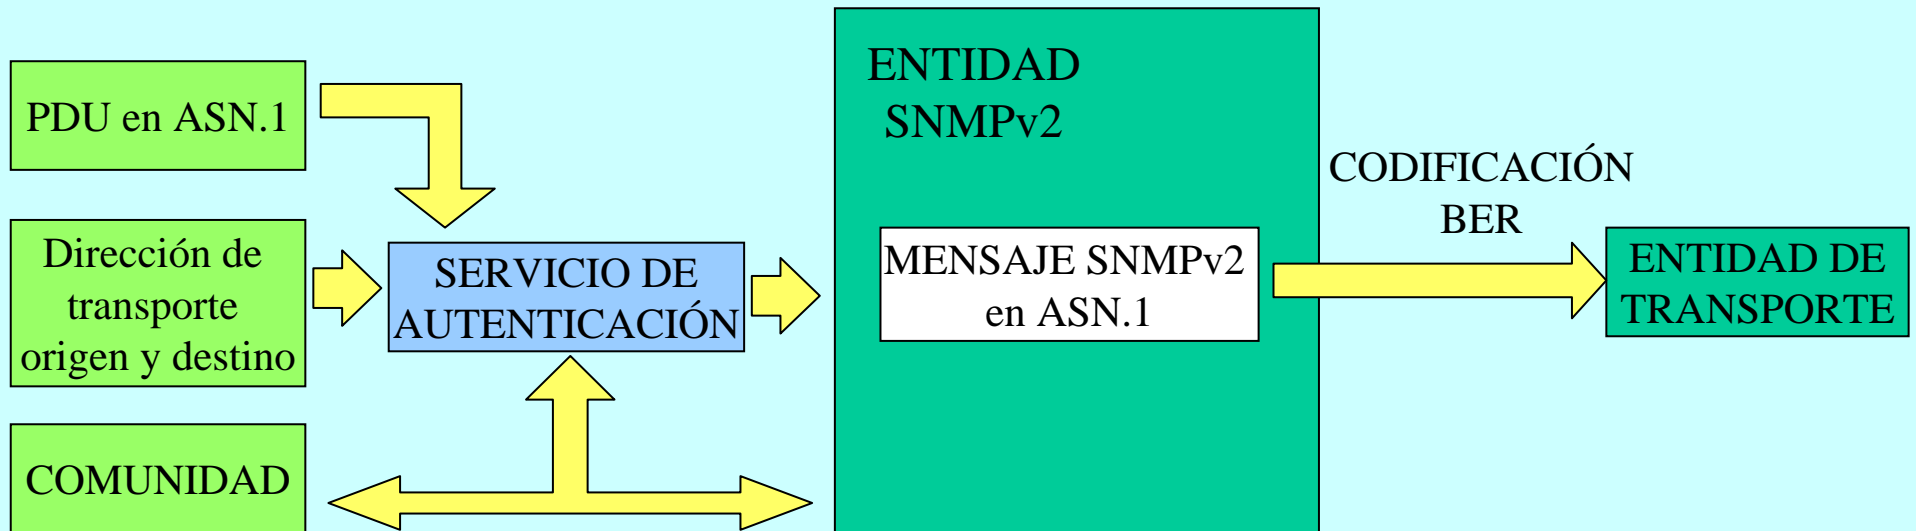 PDU en ASN.1
Dirección de
transporte
origen y destino
COMUNIDAD
SERVICIO DE
AUTENTICACIÓN
ENTIDAD
SNMPv2
MENSAJE SNMPv2
en ASN.1
CODIFICACIÓN
BER
ENTIDAD DE
TRANSPORTE